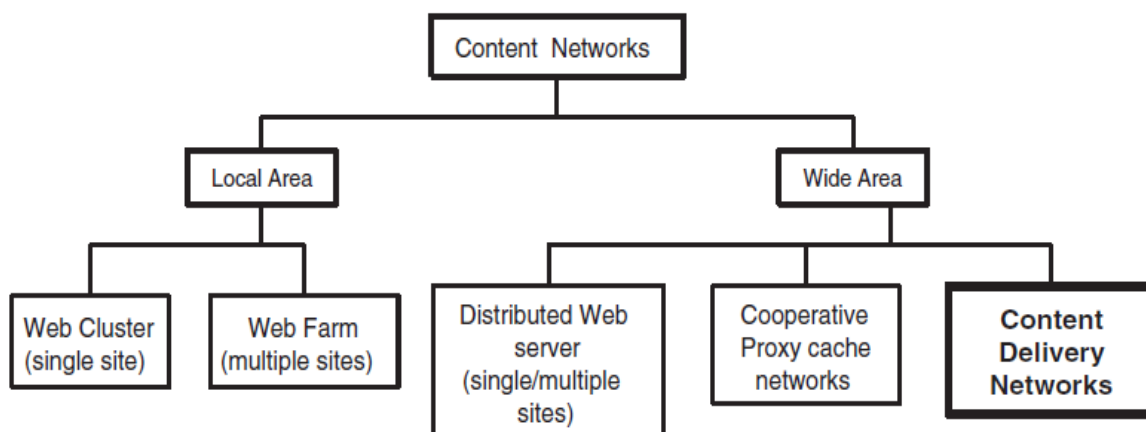 Content Networks
Local Area
Wide Area
Web Cluster
(single site)
Web Farm
(multiple sites)
Distributed Web
server
(single/multiple
sites)
Cooperative
Proxy cache
networks
Content
Delivery
Networks